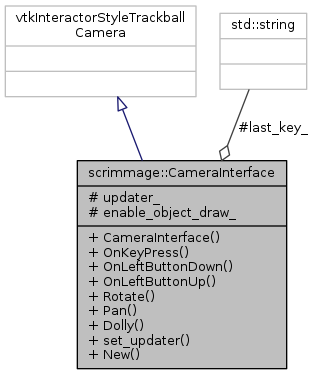 vtkInteractorStyleTrackball
Camera
std::string
#last_key_
scrimmage::CameraInterface
# updater_
# enable_object_draw_
+ CameraInterface()
+ OnKeyPress()
+ OnLeftButtonDown()
+ OnLeftButtonUp()
+ Rotate()
+ Pan()
+ Dolly()
+ set_updater()
+ New()